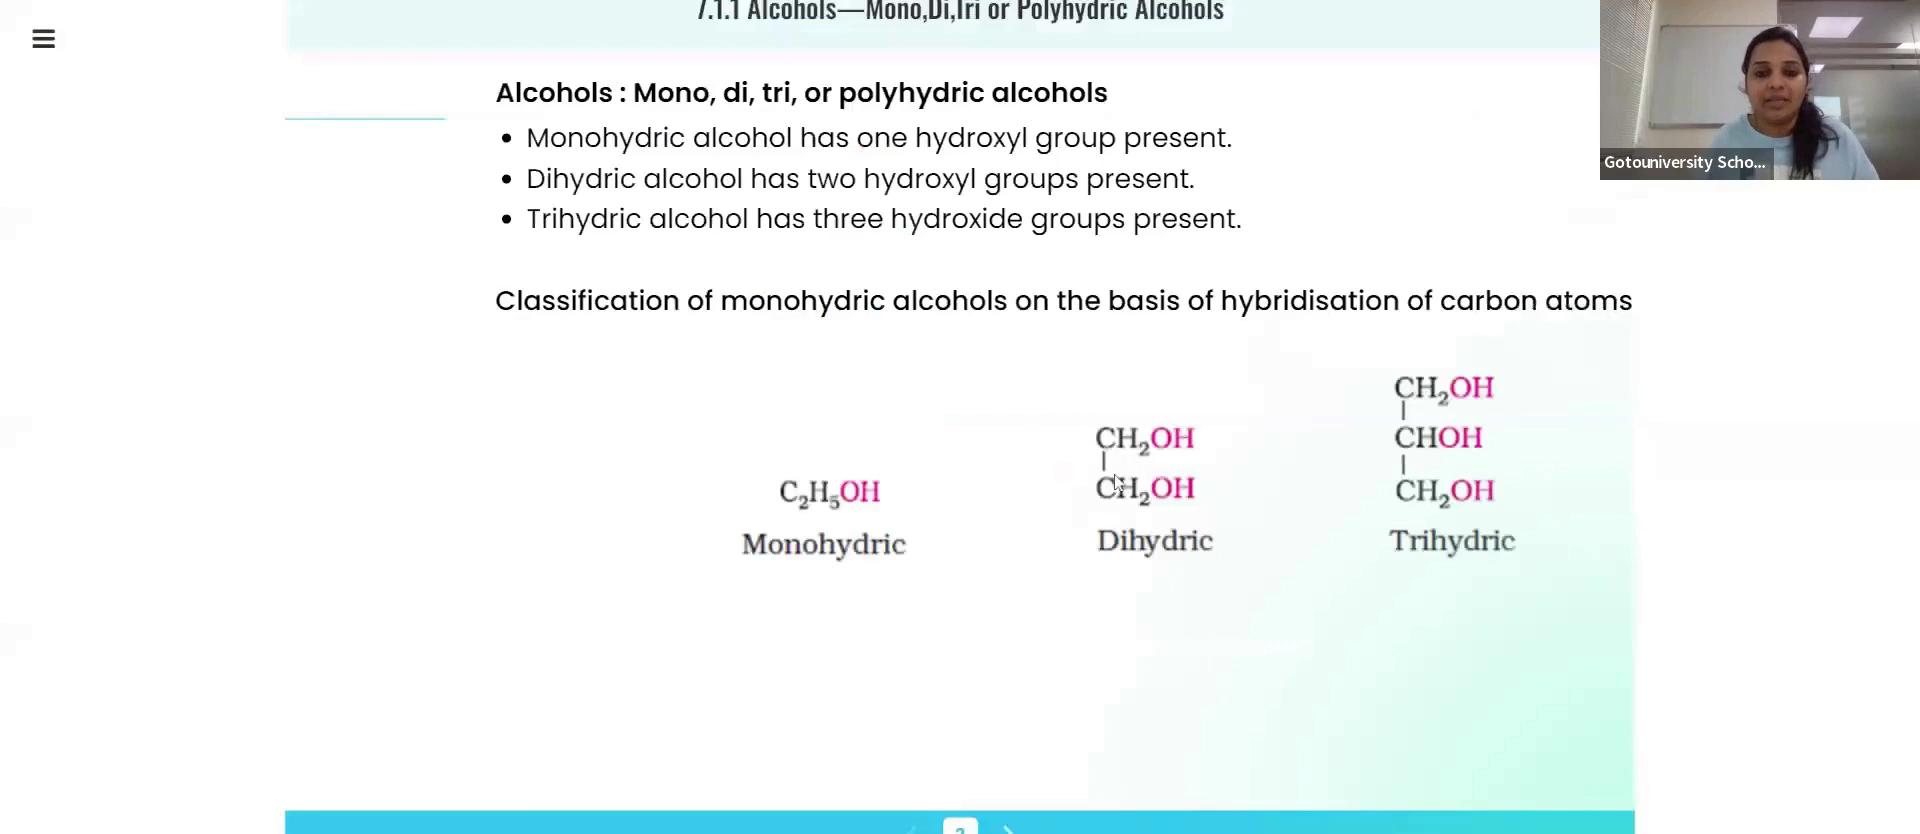 7.1.1 Alcohols—Mono,Di,Tri or Polyhydric Alcohols
Gotouniversity Scho...
Alcohols : Mono, di, tri, or polyhydric alcohols
• Monohydric alcohol has one hydroxyl group present.
• Dihydric alcohol has two hydroxyl groups present.
• Trihydric alcohol has three hydroxide groups present.
Classification of monohydric alcohols on the basis of hybridisation of carbon atoms
C₂H₅OH
Monohydric
CH₂OH
|
CH₂OH
Dihydric
CH₂OH
|
CHOH
|
CH₂OH
Trihydric